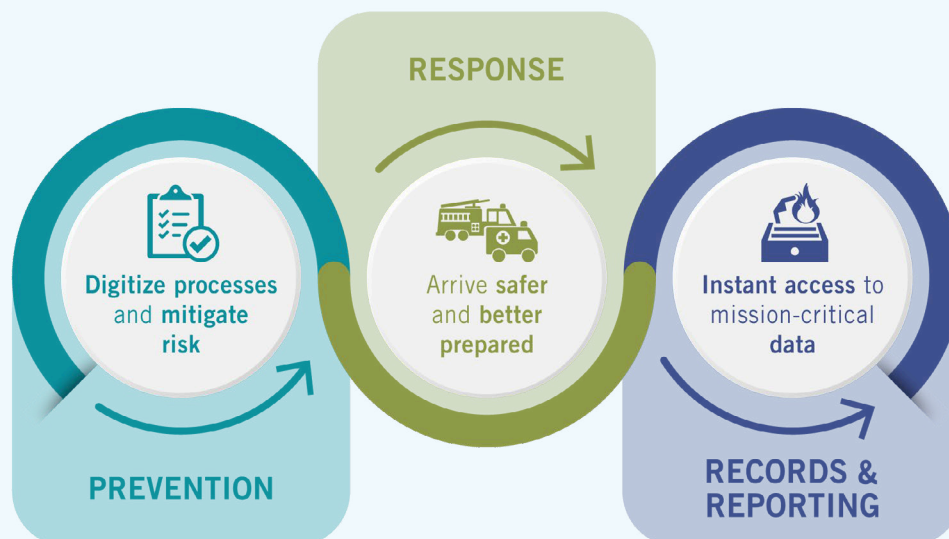 RESPONSE
Digitize processes
and mitigate
risk
Arrive safer
and better
prepared
Instant access to
mission-critical
data
PREVENTION
RECORDS &
REPORTING